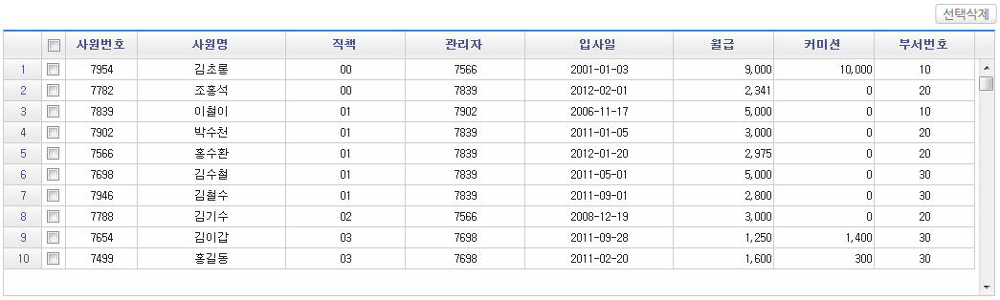 선택삭제
사원번호 사원명 직책 관리자 입사일 월급 커미션 부서번호
1 7954 김초롱 00 7566 2001-01-03 9,000 10,000 10
2 7782 조홍석 00 7839 2012-02-01 2,341 0 20
3 7839 이철이 01 7902 2006-11-17 5,000 0 10
4 7902 박수천 01 7839 2011-01-05 3,000 0 20
5 7566 홍수환 01 7839 2012-01-20 2,975 0 20
6 7698 김수철 01 7839 2011-05-01 5,000 0 30
7 7946 김철수 01 7839 2011-09-01 2,800 0 30
8 7788 김기수 02 7566 2008-12-19 3,000 0 20
9 7654 김이갑 03 7698 2011-09-28 1,250 1,400 30
10 7499 홍길동 03 7698 2011-02-20 1,600 300 30